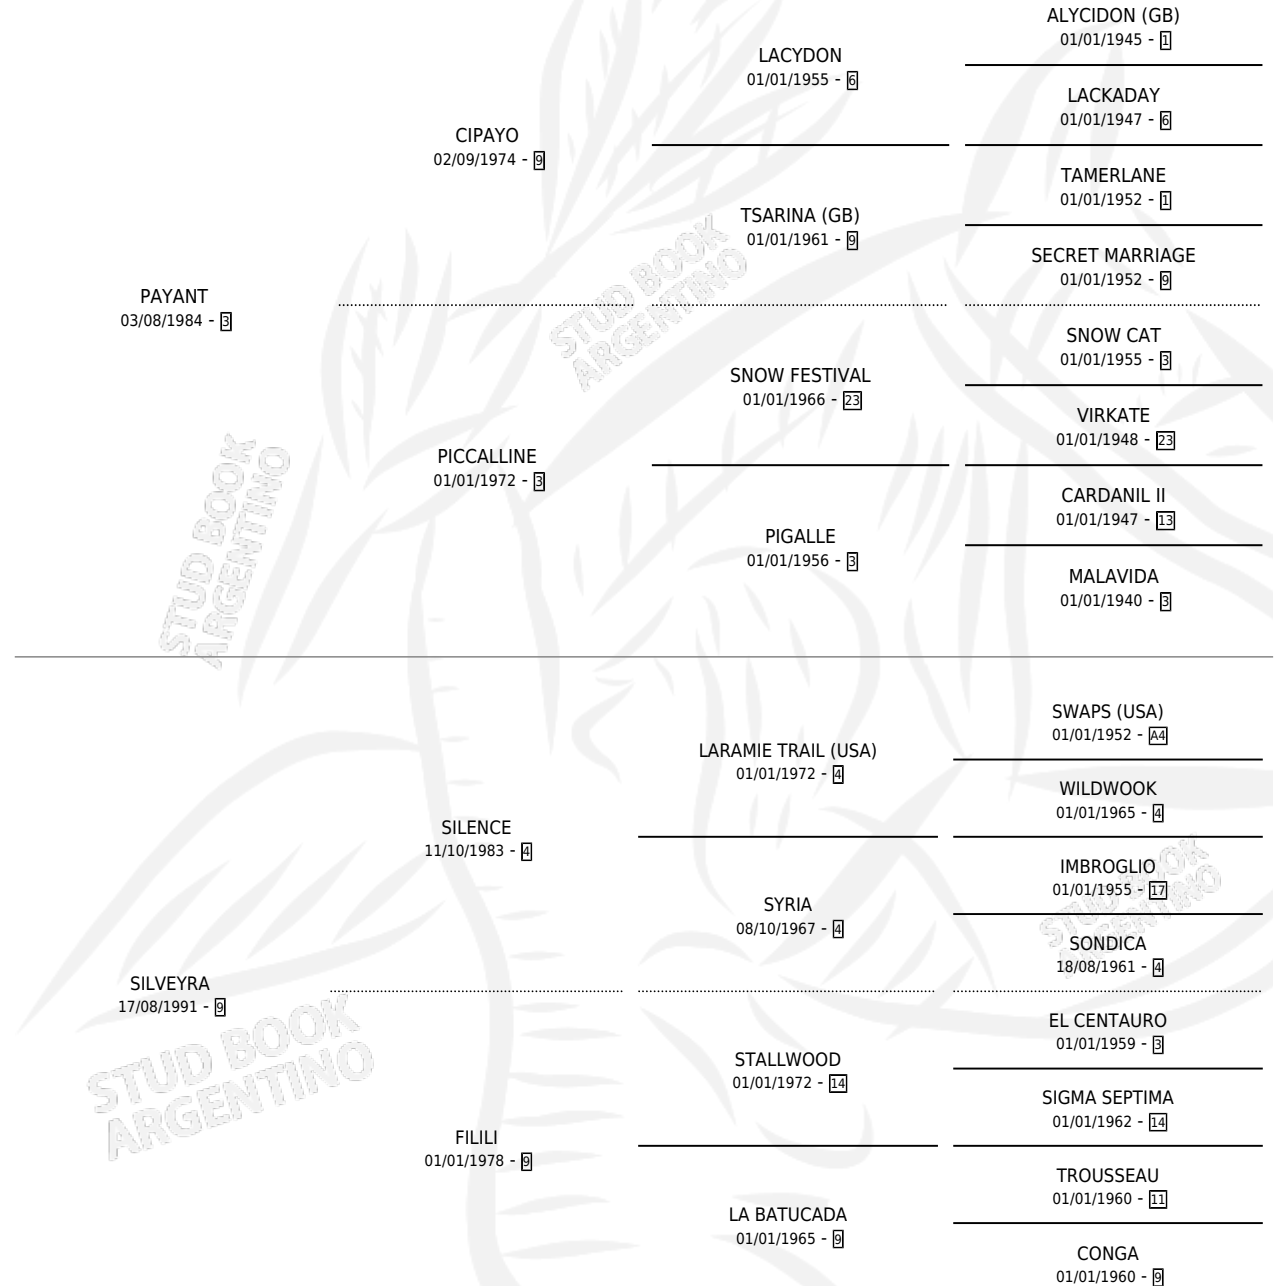 ALYCIDON (GB)
01/01/1945 - 1
LACYDON
01/01/1955 - 6
LACKADAY
01/01/1947 - 6
CIPAYO
02/09/1974 - 9
TAMERLANE
01/01/1952 - 1
TSARINA (GB)
01/01/1961 - 9
SECRET MARRIAGE
01/01/1952 - 9
PAYANT
03/08/1984 - 3
SNOW CAT
01/01/1955 - 3
SNOW FESTIVAL
01/01/1966 - 23
VIRKATE
01/01/1948 - 23
PICCALLINE
01/01/1972 - 3
CARDANIL II
01/01/1947 - 13
PIGALLE
01/01/1956 - 3
MALAVIDA
01/01/1940 - 3
SWAPS (USA)
01/01/1952 - A4
LARAMIE TRAIL (USA)
01/01/1972 - 4
WILDWOOK
01/01/1965 - 4
SILENCE
11/10/1983 - 4
IMBROGLIO
01/01/1955 - 17
SYRIA
08/10/1967 - 4
SONDICA
18/08/1961 - 4
SILVEYRA
17/08/1991 - 9
EL CENTAURO
01/01/1959 - 3
STALLWOOD
01/01/1972 - 14
SIGMA SEPTIMA
01/01/1962 - 14
FILILI
01/01/1978 - 9
TROUSSEAU
01/01/1960 - 11
LA BATUCADA
01/01/1965 - 9
CONGA
01/01/1960 - 9
STUD BOOK
ARGENTINO
STUD BOOK
ARGENTINO
STUD BOOK
ARGENTINO
STUD BOOK
ARGENTINO